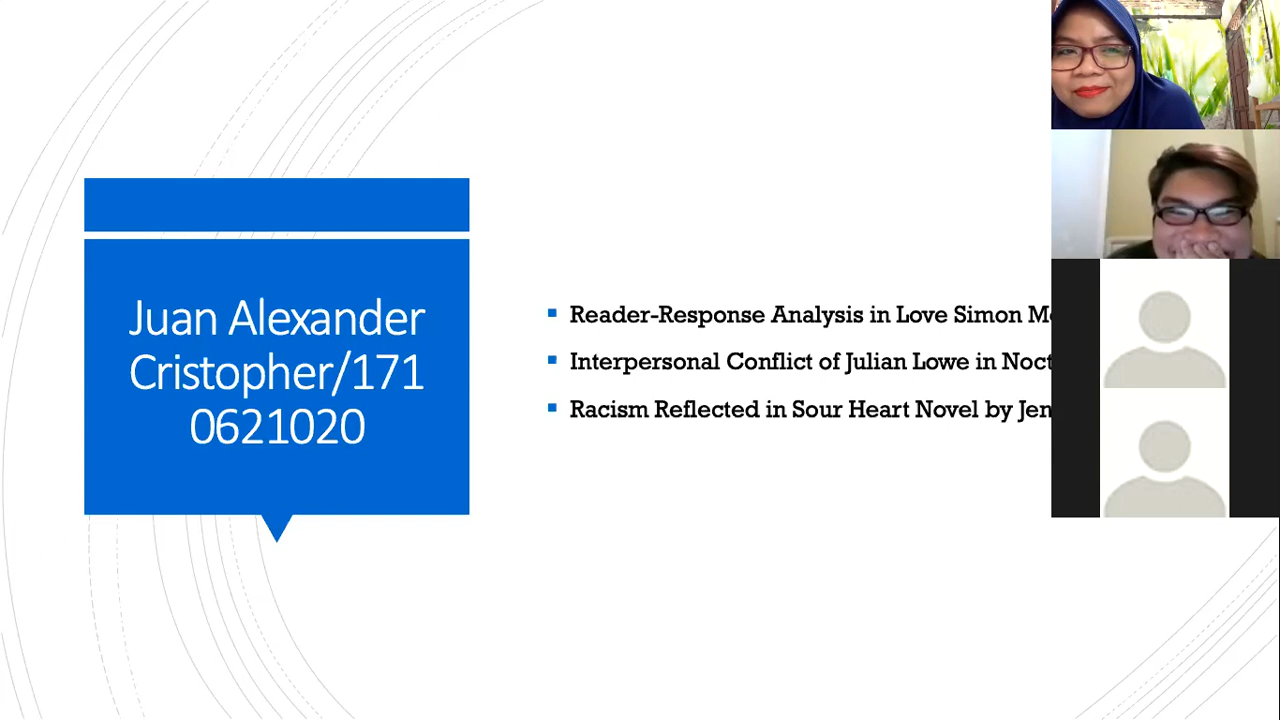 Juan Alexander
Cristopher/171
0621020
Reader-Response Analysis in Love Simon
Interpersonal Conflict of Julian Lowe in
Racism Reflected in Sour Heart Novel by